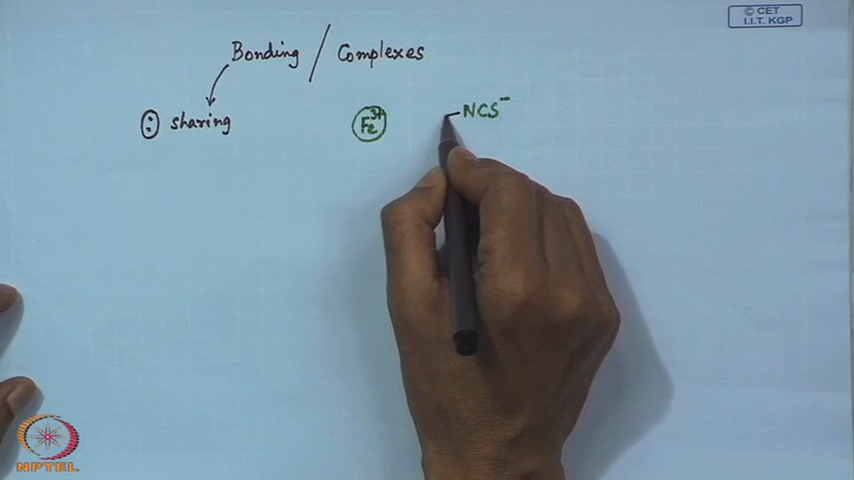 © CET
I.I.T. KGP
Bonding / Complexes
: sharing Fe³⁺ NCS⁻
NPTEL